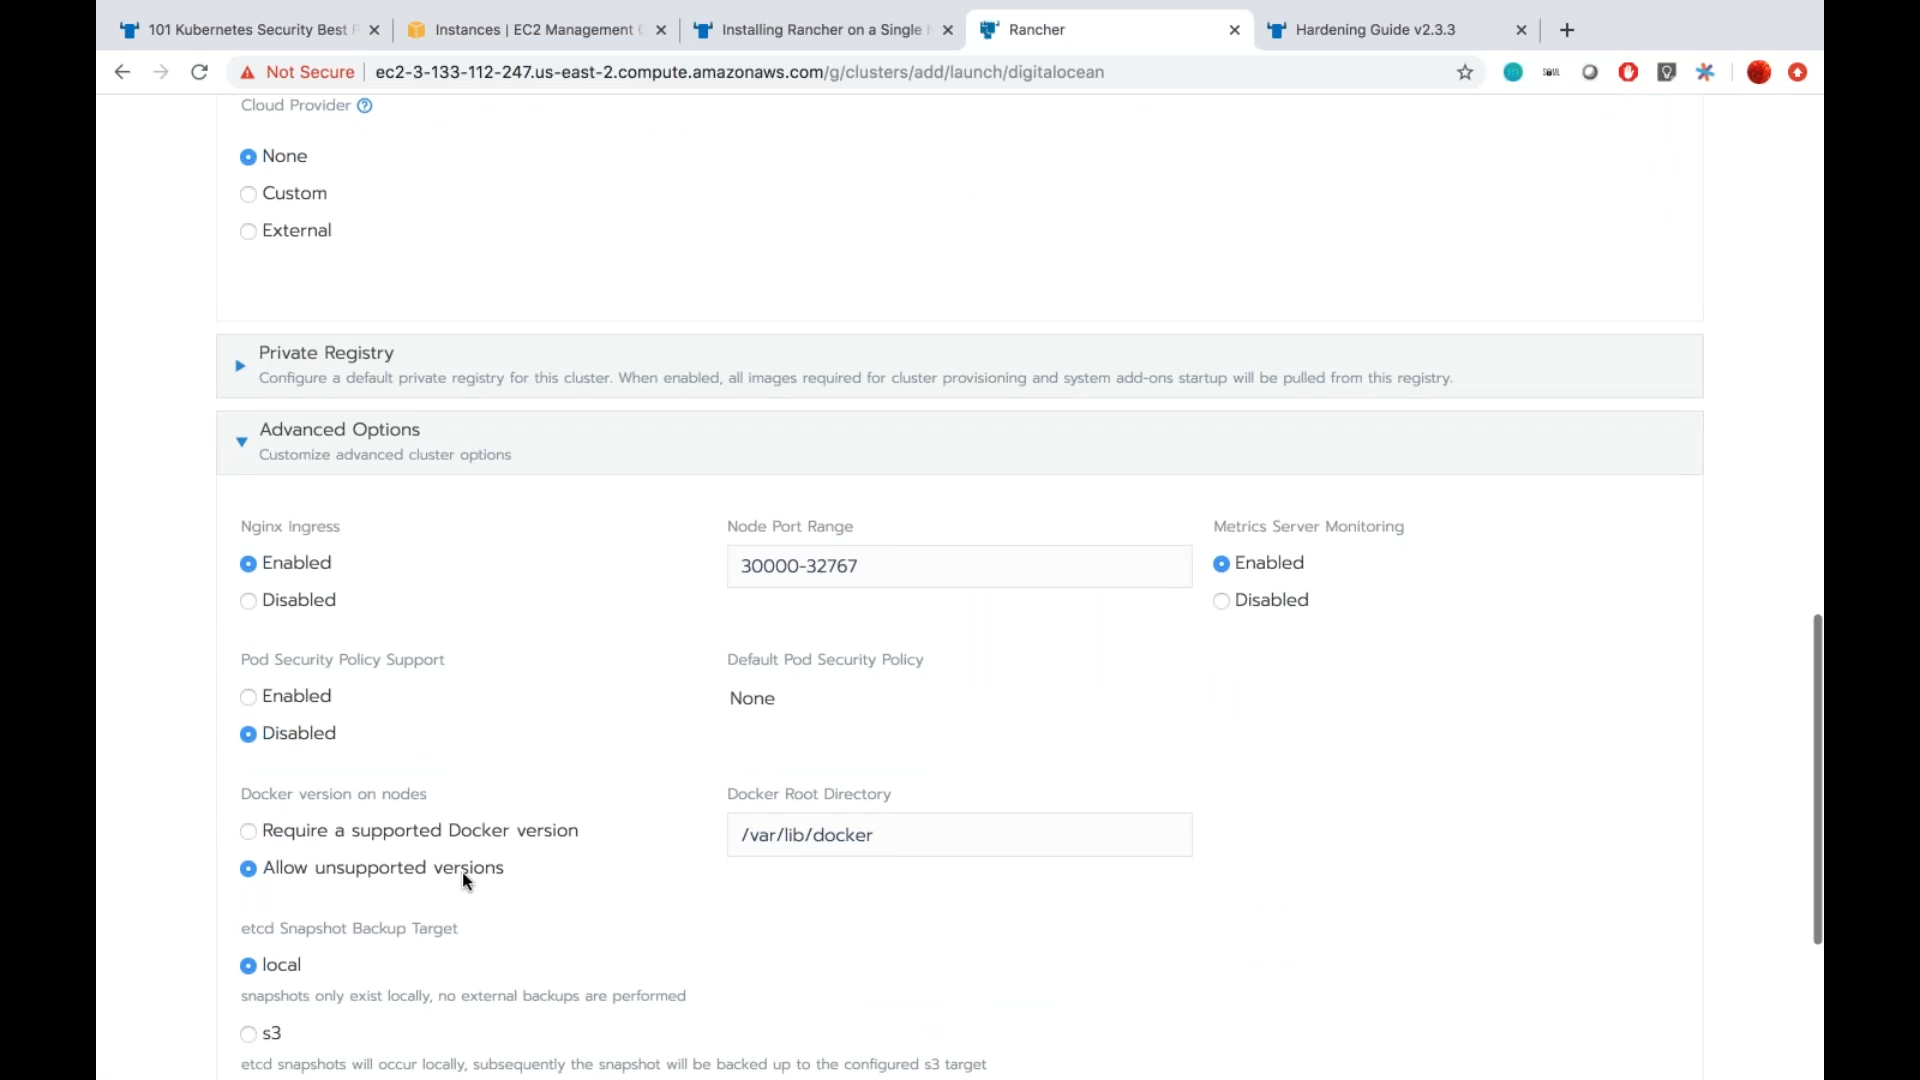 101 Kubernetes Security Best
Instances | EC2 Management
Installing Rancher on a Single
Rancher
Hardening Guide v2.3.3
Not Secure
ec2-3-133-112-247.us-east-2.compute.amazonaws.com/g/clusters/add/launch/digitalocean
Cloud Provider
None
Custom
External
Private Registry
Configure a default private registry for this cluster. When enabled, all images required for cluster provisioning and system add-ons startup will be pulled from this registry.
Advanced Options
Customize advanced cluster options
Nginx Ingress
Enabled
Disabled
Node Port Range
30000-32767
Metrics Server Monitoring
Enabled
Disabled
Pod Security Policy Support
Enabled
Disabled
Default Pod Security Policy
None
Docker version on nodes
Require a supported Docker version
Allow unsupported versions
Docker Root Directory
/var/lib/docker
etcd Snapshot Backup Target
local
snapshots only exist locally, no external backups are performed
s3
etcd snapshots will occur locally, subsequently the snapshot will be backed up to the configured s3 target